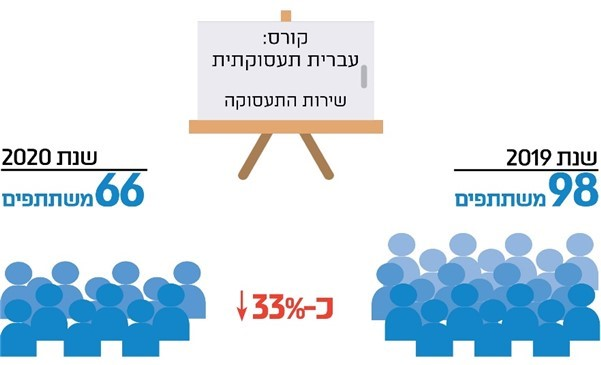 קורס:
עברית תעסוקתית
שירות התעסוקה
שנת 2019
98 משתתפים
שנת 2020
66 משתתפים
כ-33% ↓